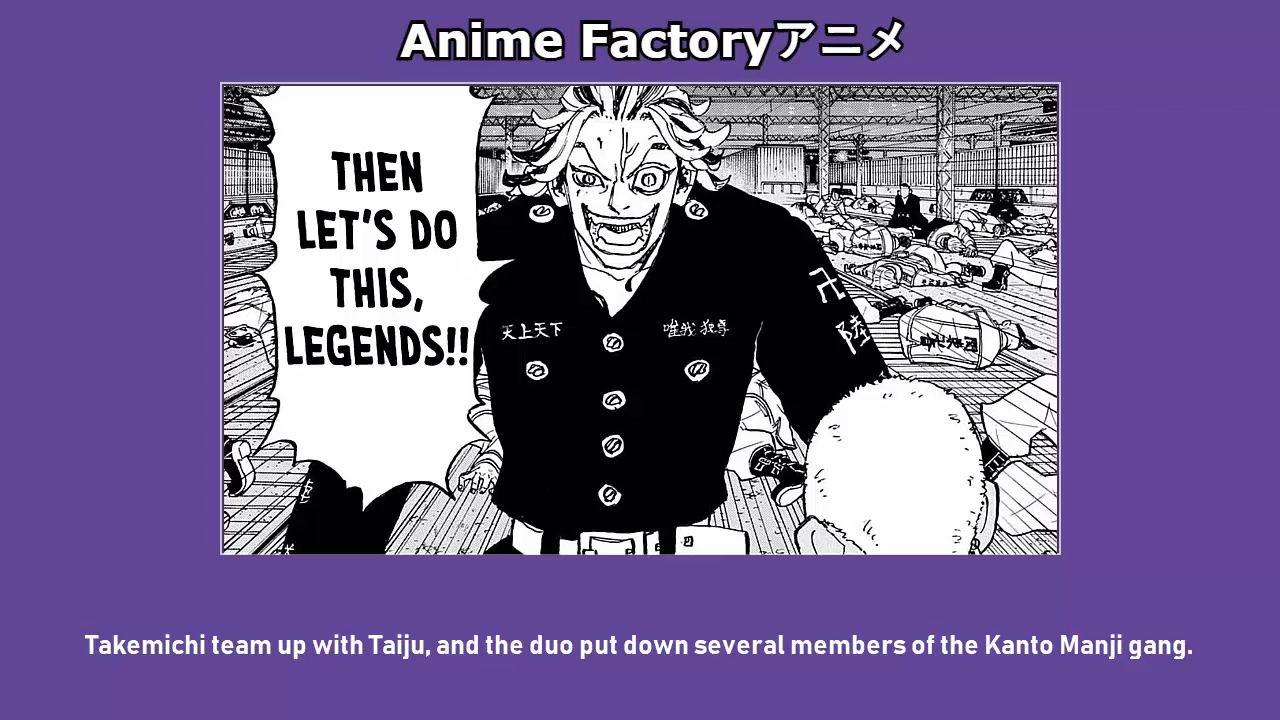 Anime Factoryアニメ
THEN
LET'S DO
THIS,
LEGENDS!!
天上天下
唯我独尊
卍
陸
Takemichi team up with Taiju, and the duo put down several members of the Kanto Manji gang.